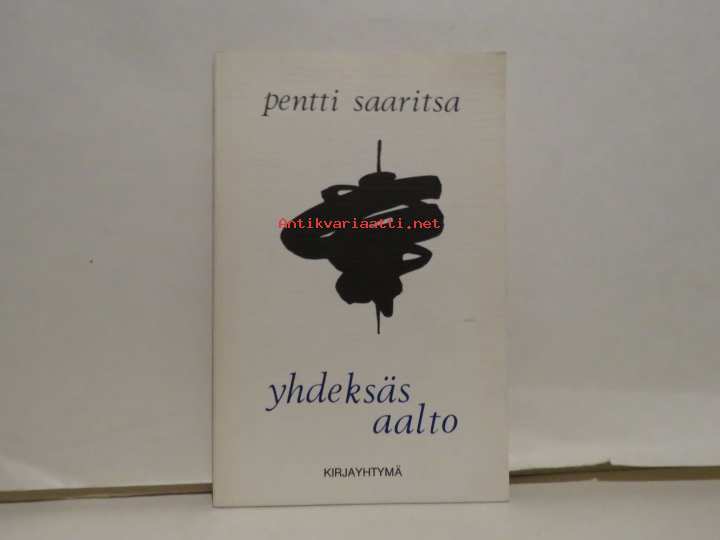 pentti saaritsa
Antikvariaatti.net
yhdeksäs
aalto
KIRJAYHTYMÄ